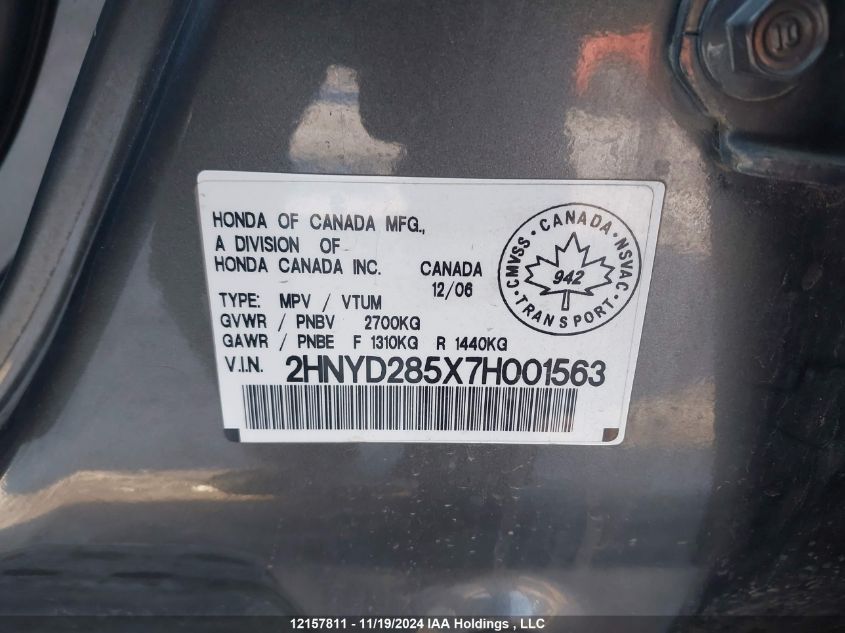 10
HONDA OF CANADA MFG.,
A DIVISION OF
HONDA CANADA INC. CANADA
12/06
CMVSS · CANADA · NSVAC · TRANSPORT ·
942
TYPE: MPV / VTUM
GVWR / PNBV 2700KG
GAWR / PNBE F 1310KG R 1440KG
V.I.N. 2HNYD285X7H001563
12157811 - 11/19/2024 IAA Holdings , LLC